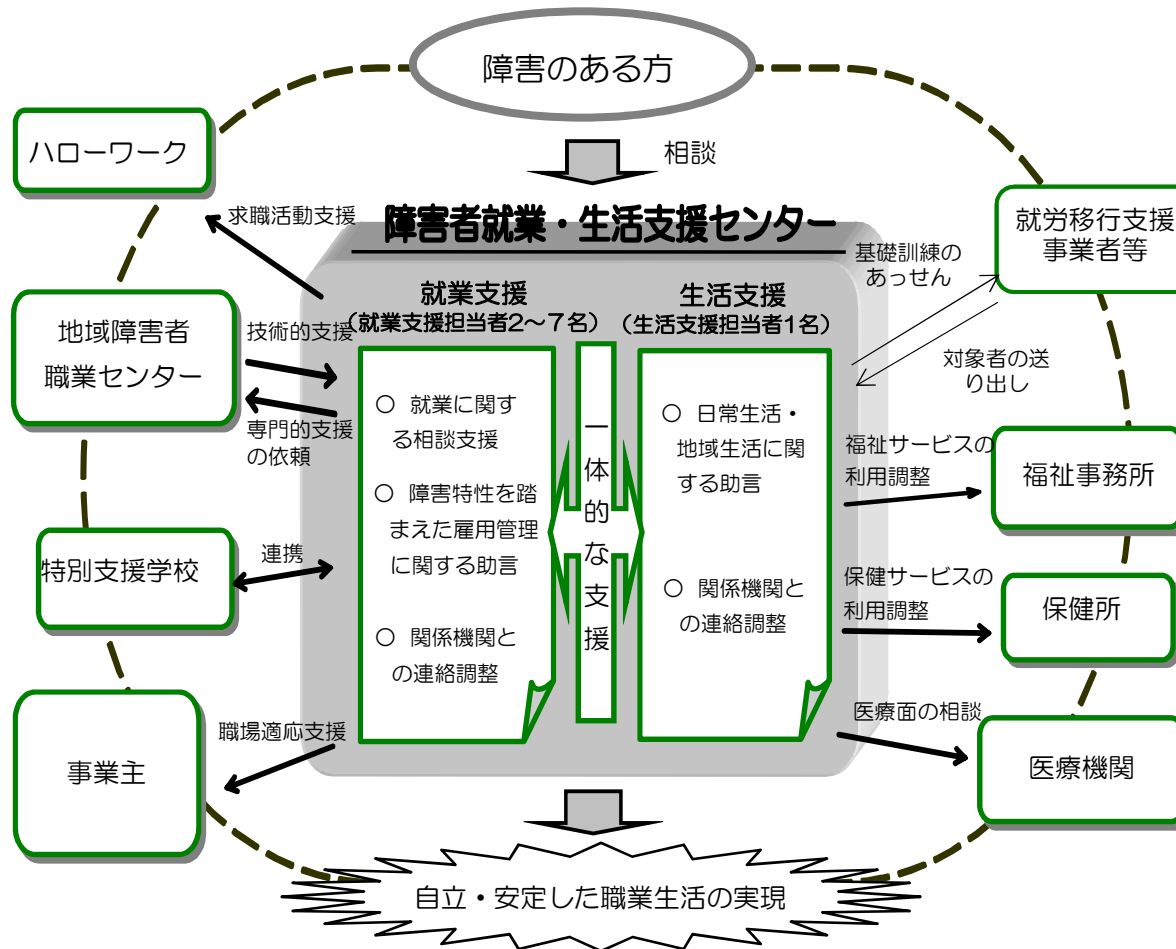 障害のある方
相談
ハローワーク
求職活動支援
障害者就業・生活支援センター
就労移行支援
事業者等
基礎訓練の
あっせん
対象者の送
り出し
地域障害者
職業センター
技術的支援
専門的支援
の依頼
就業支援
(就業支援担当者2～7名)
○ 就業に関す
る相談支援
○ 障害特性を踏
まえた雇用管理
に関する助言
○ 関係機関と
の連絡調整
一体的な支援
生活支援
(生活支援担当者1名)
○ 日常生活・
地域生活に関
する助言
○ 関係機関と
の連絡調整
特別支援学校
連携
福祉サービスの
利用調整
福祉事務所
保健サービスの
利用調整
保健所
事業主
職場適応支援
医療面の相談
医療機関
自立・安定した職業生活の実現